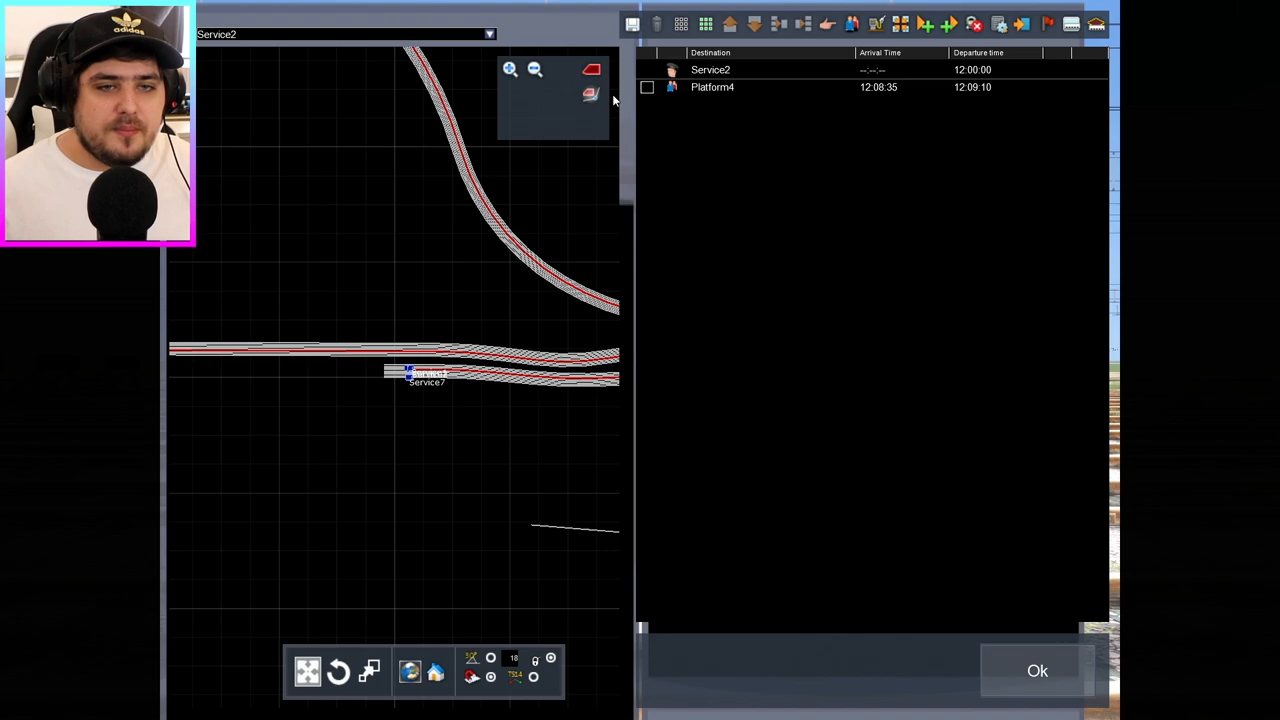 adidas
Service2
Destination
Arrival Time
Departure time
Service2
--:--:--
12:00:00
Platform4
12:08:35
12:09:10
Service7
18
Ok